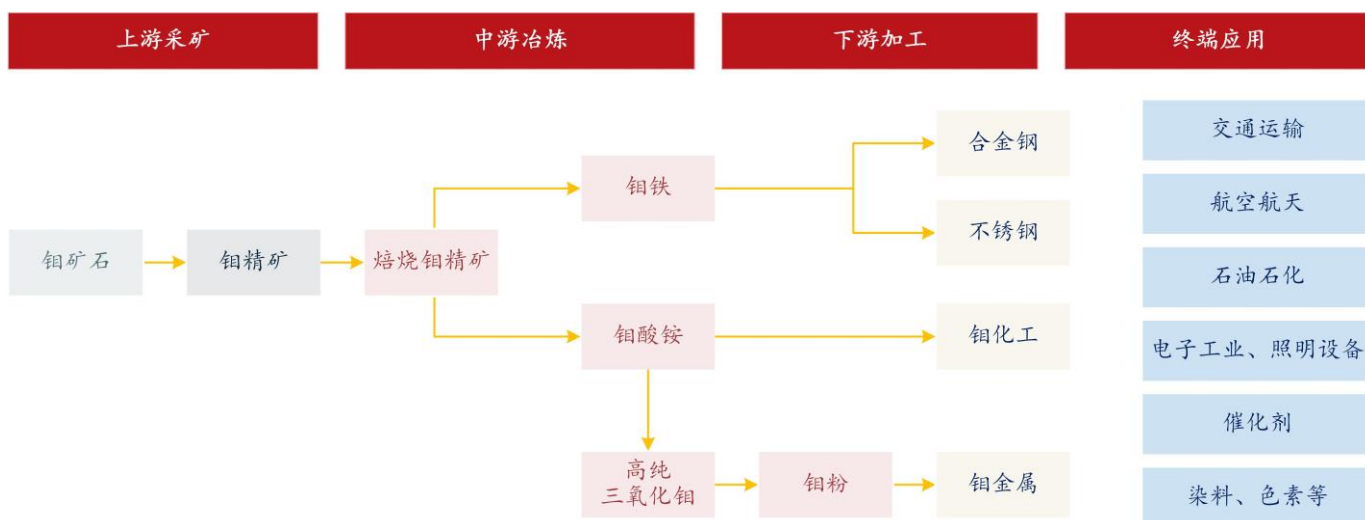 上游采矿
中游冶炼
下游加工
终端应用
钼矿石
钼精矿
焙烧钼精矿
钼铁
钼酸铵
高纯
三氧化钼
钼粉
合金钢
不锈钢
钼化工
钼金属
交通运输
航空航天
石油石化
电子工业、照明设备
催化剂
染料、色素等